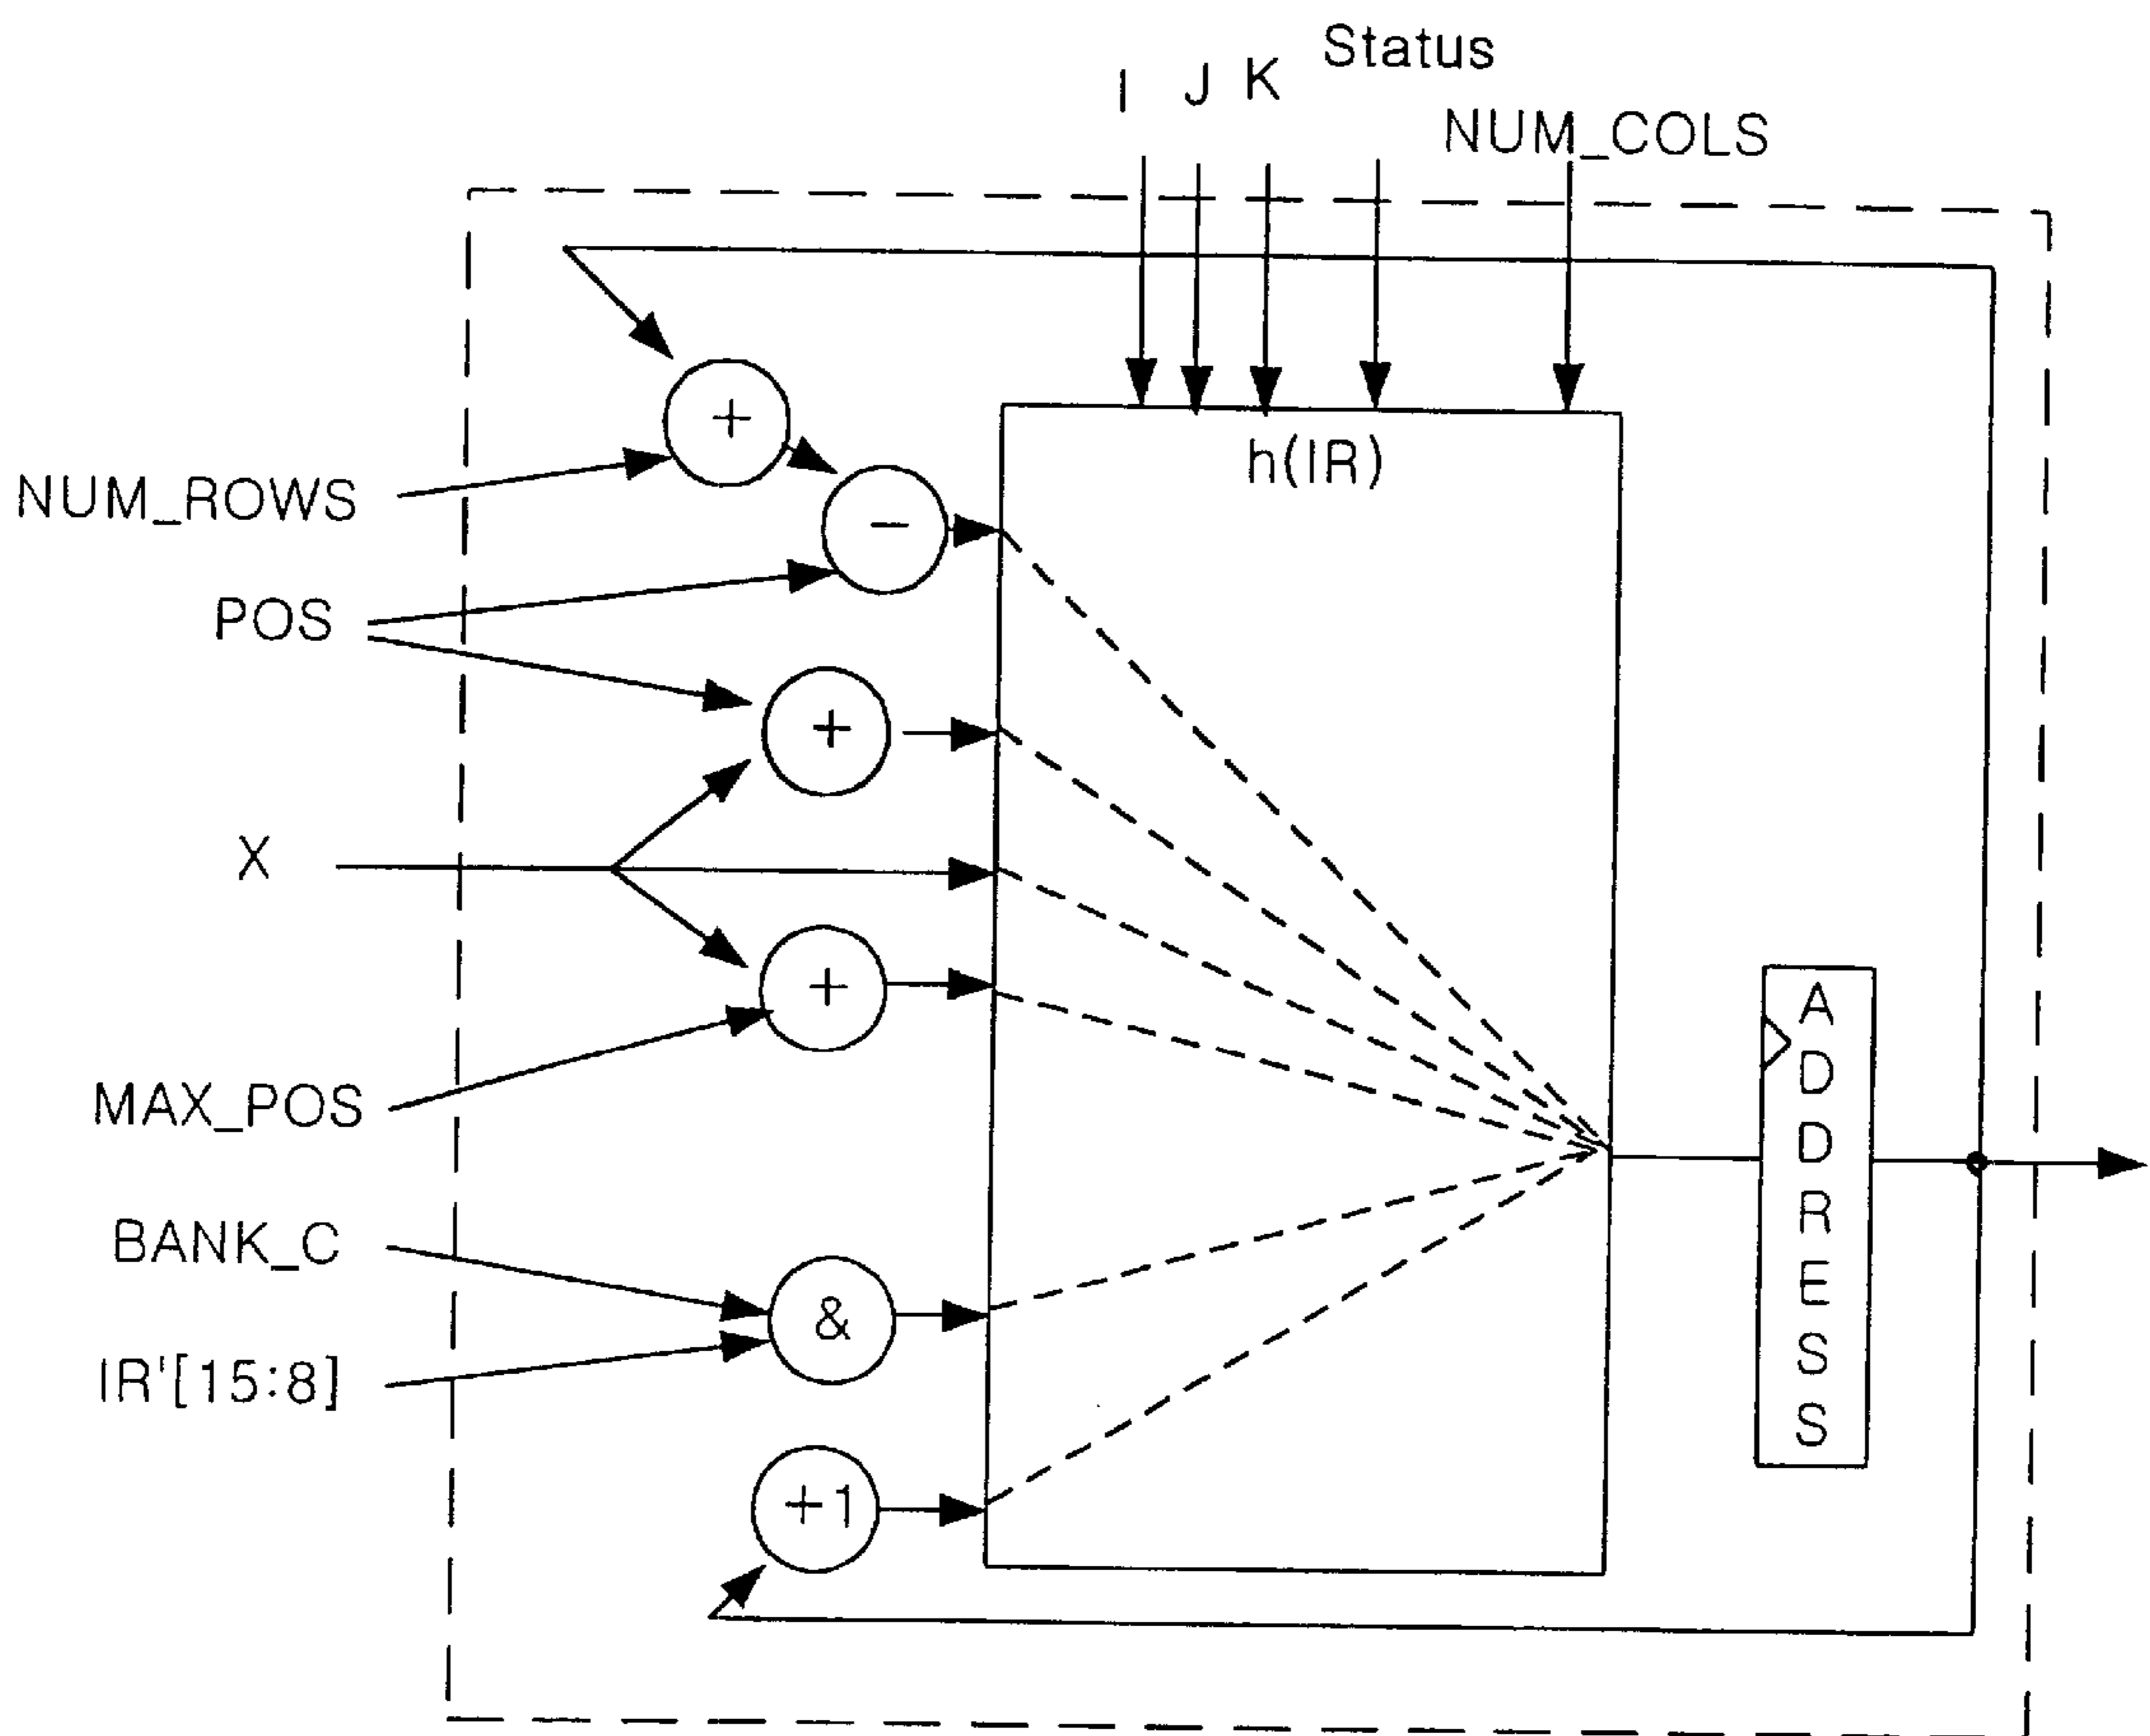 Status
I J K
NUM_COLS
+
h(IR)
NUM_ROWS
−
POS
+
X
+
MAX_POS
BANK_C
&
IR'[15:8]
+1
ADDRESS